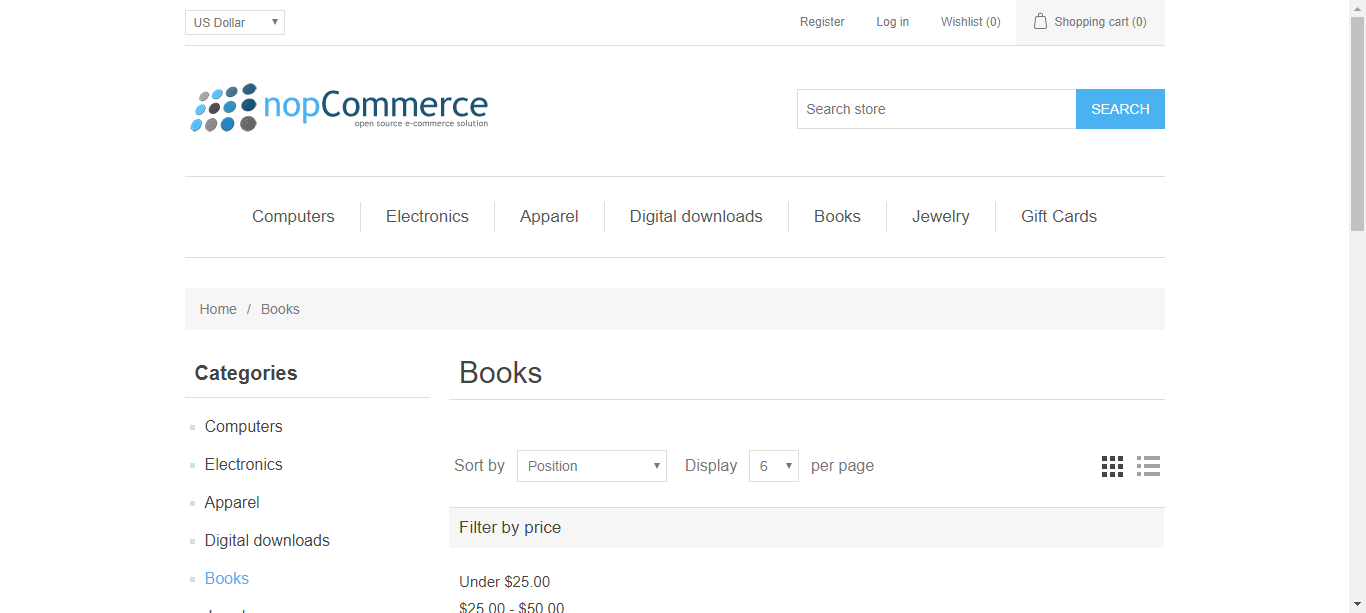 US Dollar Register Log in Wishlist (0) Shopping cart (0)
nopCommerce
open source e-commerce solution
Search store SEARCH
Computers Electronics Apparel Digital downloads Books Jewelry Gift Cards
Home / Books
Categories
Computers
Electronics
Apparel
Digital downloads
Books
Books
Sort by Position Display 6 per page
Filter by price
Under $25.00
$25.00 - $50.00